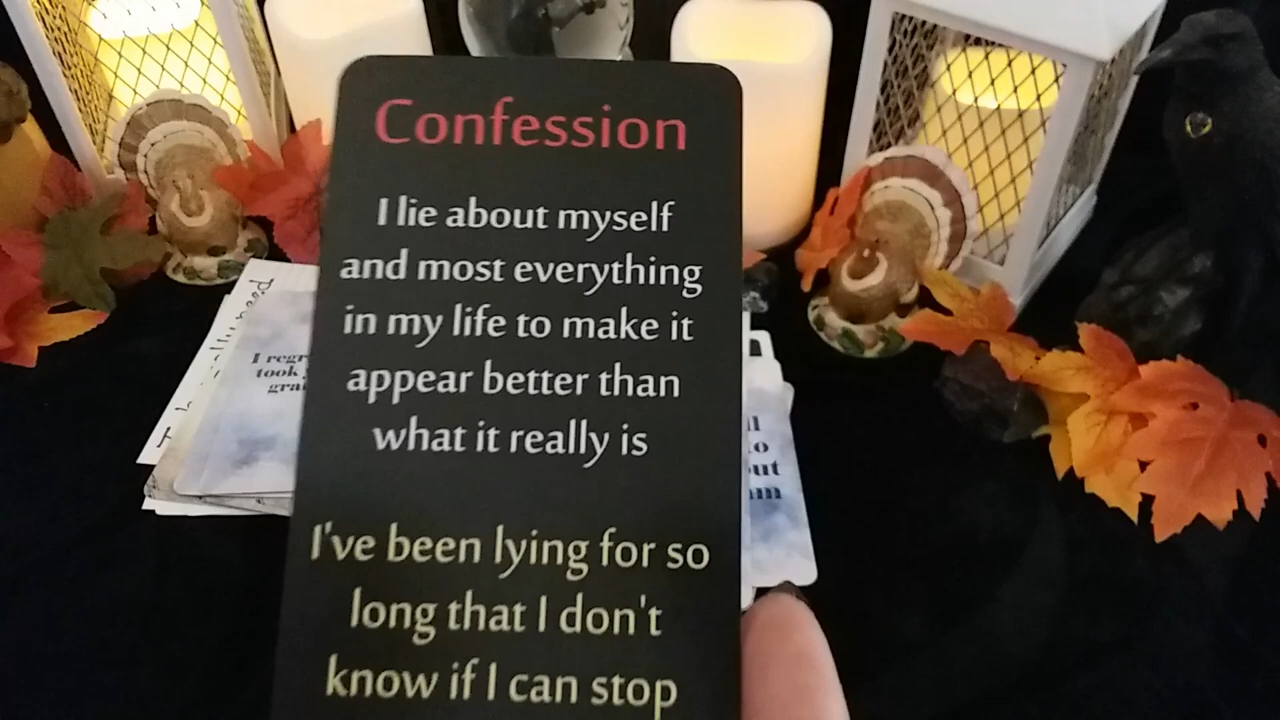 Confession
I lie about myself
and most everything
in my life to make it
appear better than
what it really is
I've been lying for so
long that I don't
know if I can stop
I
took